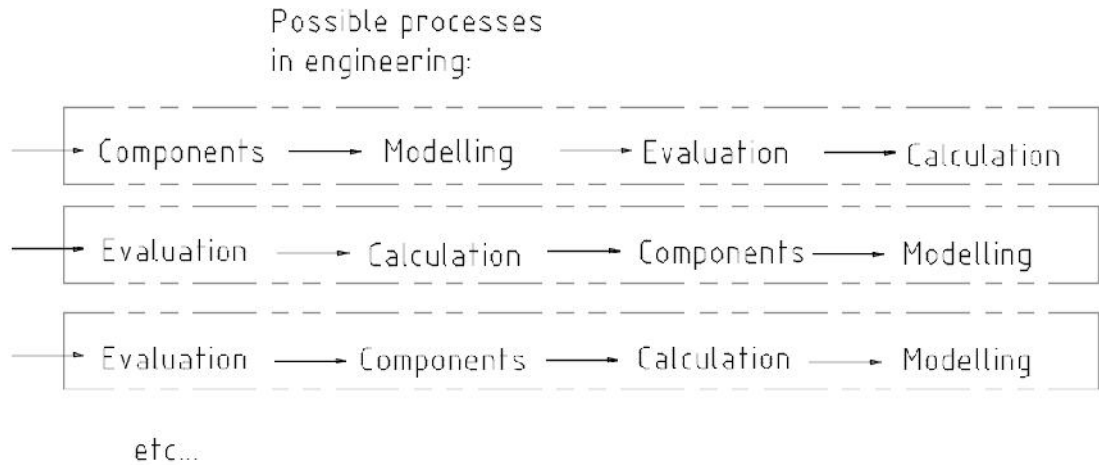 Possible processes
in engineering:
Components Modelling Evaluation Calculation
Evaluation Calculation Components Modelling
Evaluation Components Calculation Modelling
etc...